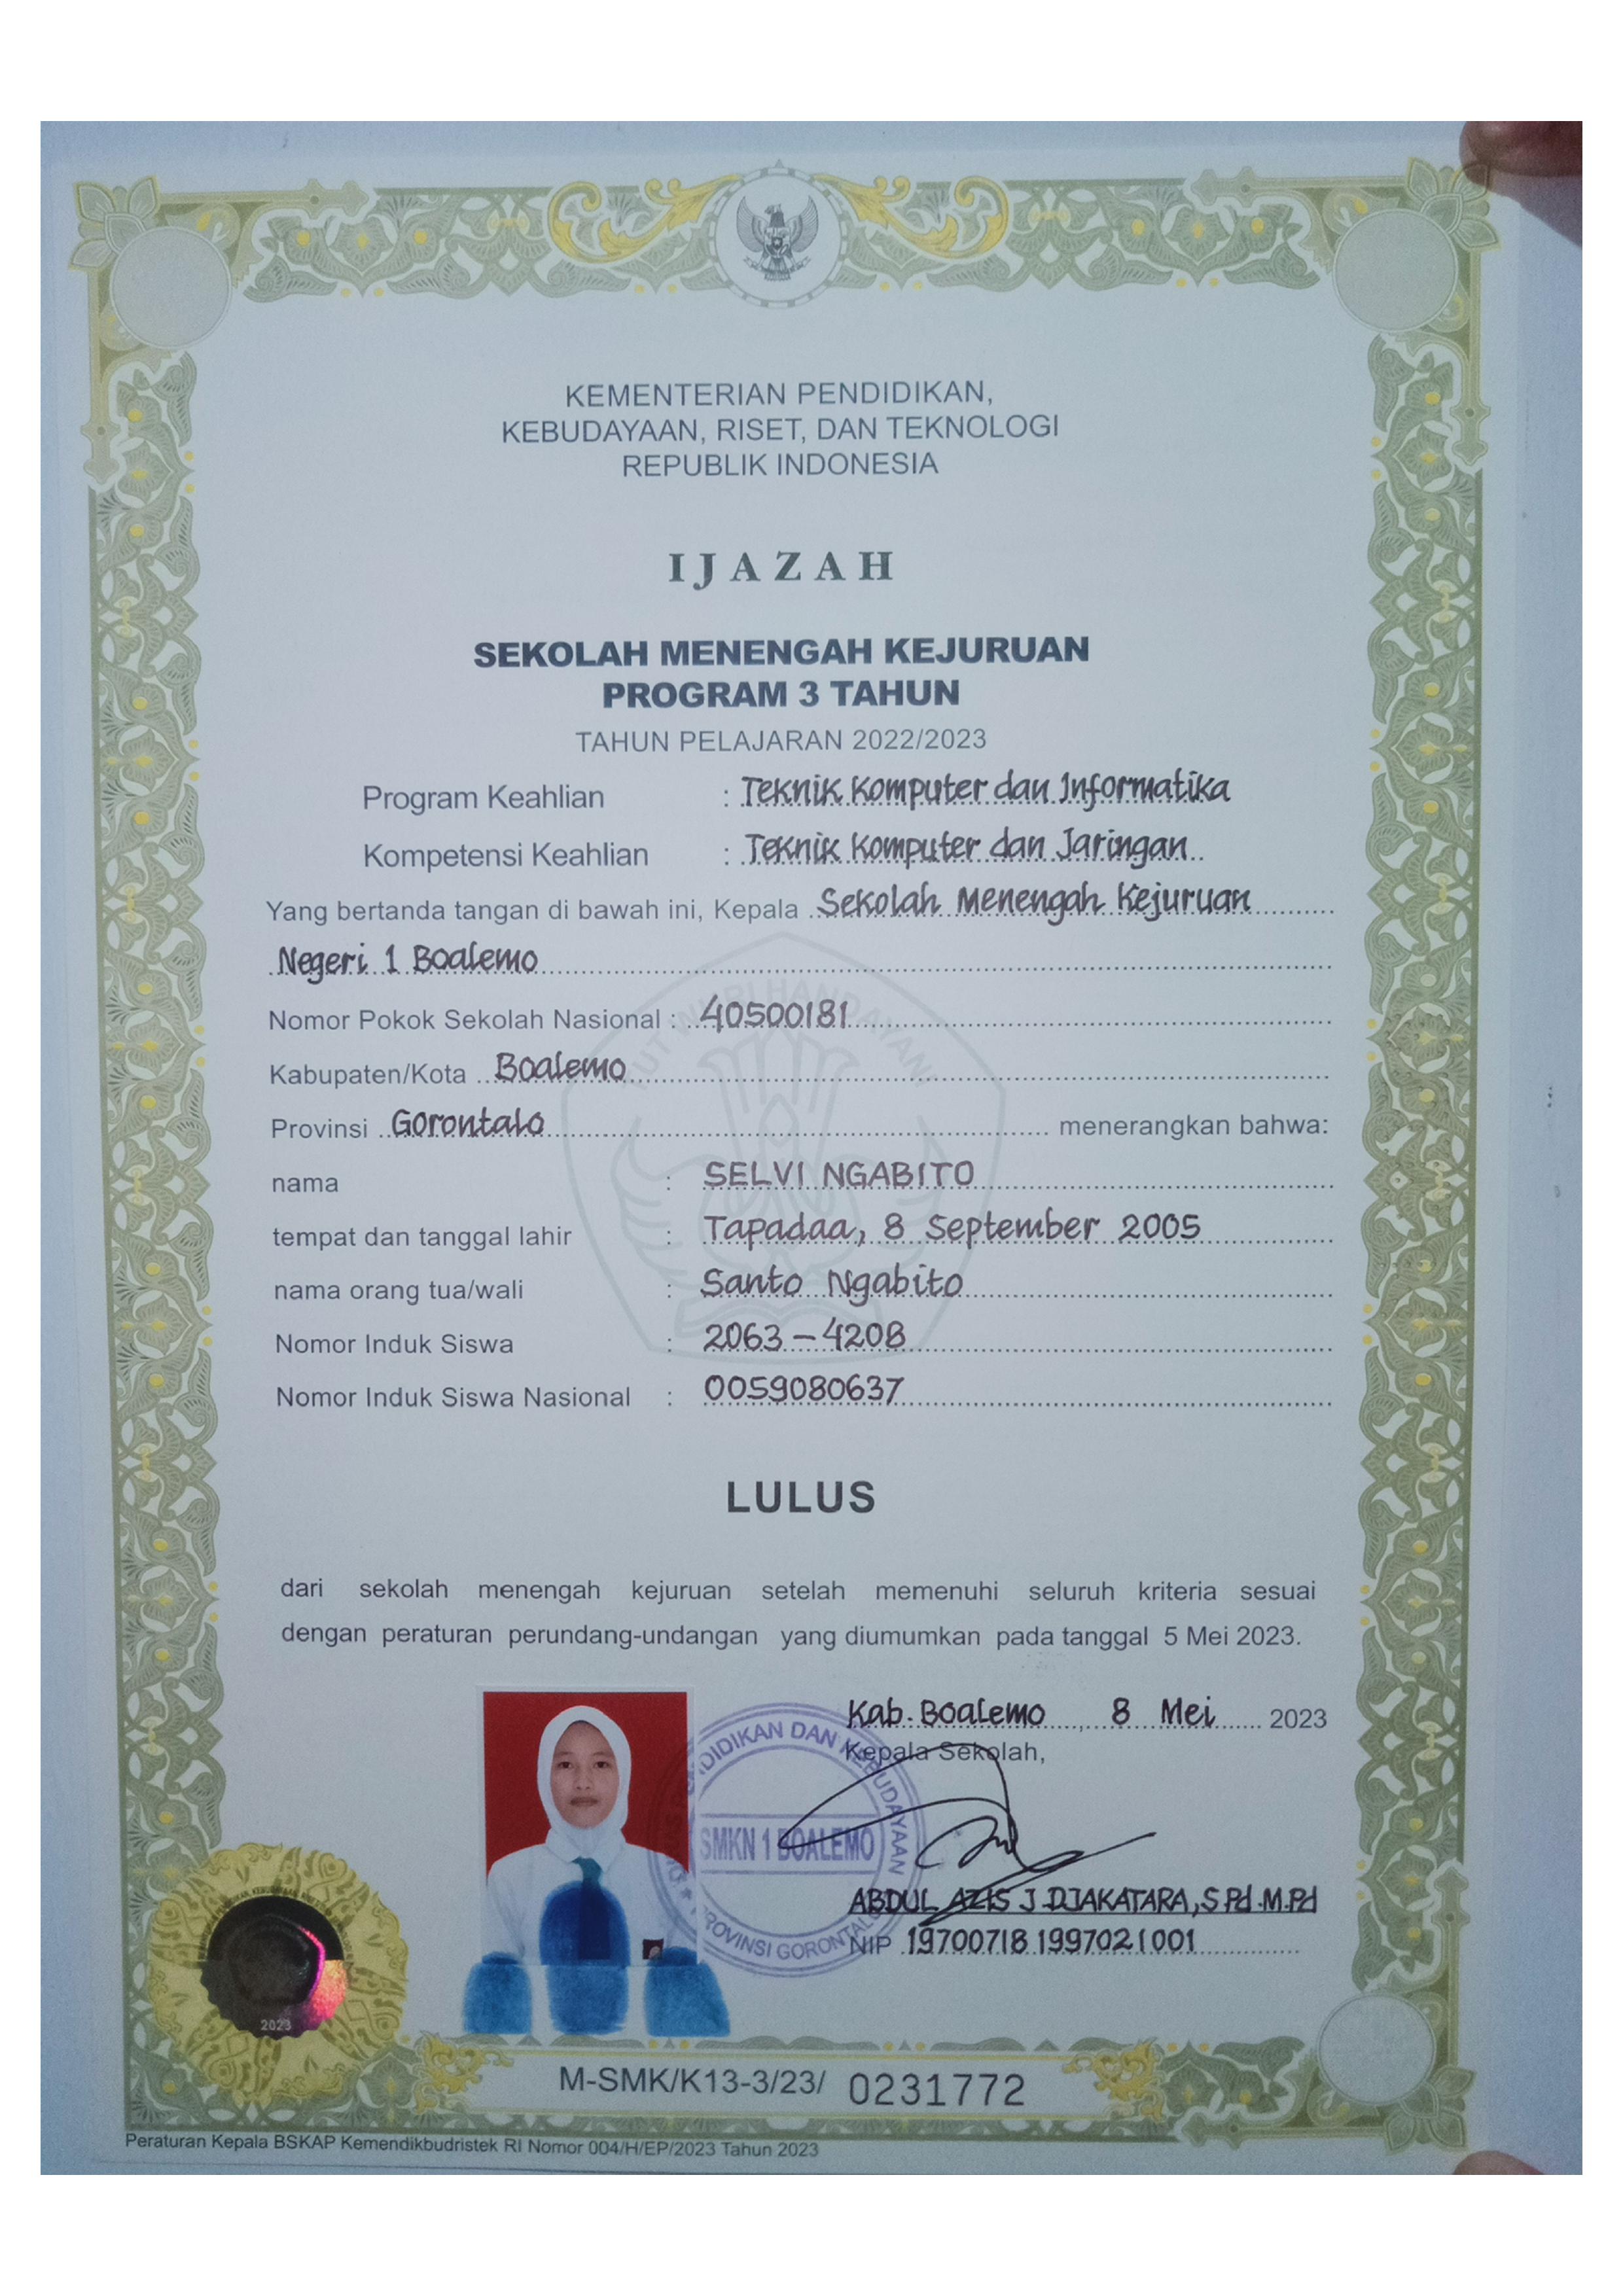 KEMENTERIAN PENDIDIKAN,
KEBUDAYAAN, RISET, DAN TEKNOLOGI
REPUBLIK INDONESIA
IJAZAH
SEKOLAH MENENGAH KEJURUAN
PROGRAM 3 TAHUN
TAHUN PELAJARAN 2022/2023
Program Keahlian : Teknik Komputer dan Informatika
Kompetensi Keahlian : Teknik Komputer dan Jaringan
Yang bertanda tangan di bawah ini, Kepala Sekolah Menengah Kejuruan
Negeri 1 Boalemo
Nomor Pokok Sekolah Nasional : 40500181
Kabupaten/Kota Boalemo
Provinsi Gorontalo menerangkan bahwa:
nama : SELVI NGABITO
tempat dan tanggal lahir : Tapadaa, 8 September 2005
nama orang tua/wali : Santo Ngabito
Nomor Induk Siswa : 2063 – 4208
Nomor Induk Siswa Nasional : 0059080637
TUT WURI HANDAYANI
LULUS
dari sekolah menengah kejuruan setelah memenuhi seluruh kriteria sesuai
dengan peraturan perundang-undangan yang diumumkan pada tanggal 5 Mei 2023.
Kab. Boalemo, 8 Mei 2023
Kepala Sekolah,
DIDIKAN DAN KEBUDAYAAN
SMKN 1 BOALEMO
PROVINSI GORONTALO
ABDUL AZIS J DJAKATARA, S.Pd.M.Pd
NIP 19700718 1997021001
2023
M-SMK/K13-3/23/ 0231772
Peraturan Kepala BSKAP Kemendikbudristek RI Nomor 004/H/EP/2023 Tahun 2023